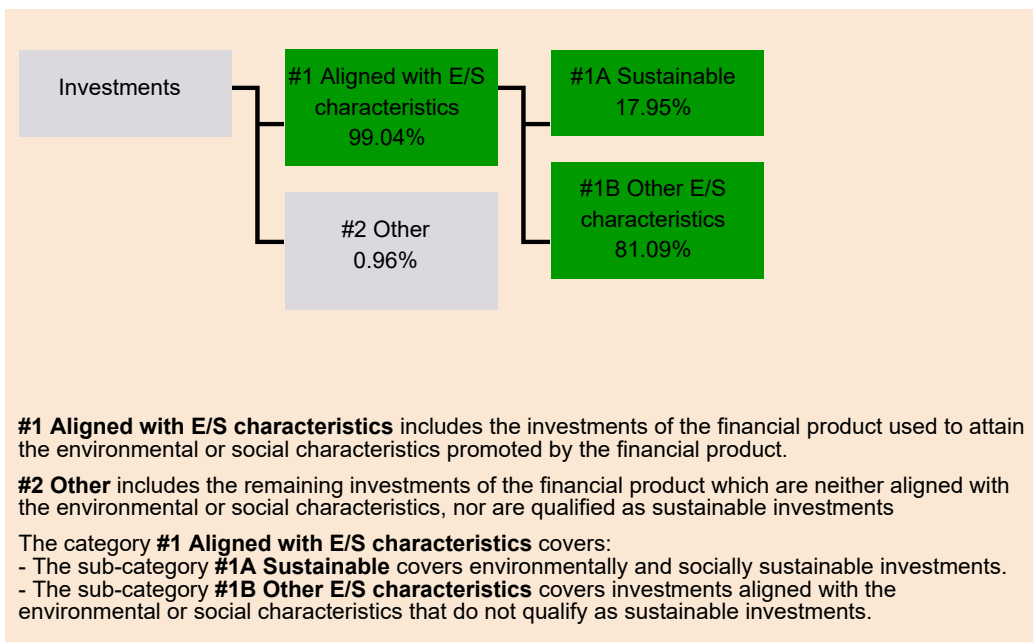 Investments
#1 Aligned with E/S
characteristics
99.04%
#2 Other
0.96%
#1A Sustainable
17.95%
#1B Other E/S
characteristics
81.09%
#1 Aligned with E/S characteristics includes the investments of the financial product used to attain
the environmental or social characteristics promoted by the financial product.
#2 Other includes the remaining investments of the financial product which are neither aligned with
the environmental or social characteristics, nor are qualified as sustainable investments
The category #1 Aligned with E/S characteristics covers:
- The sub-category #1A Sustainable covers environmentally and socially sustainable investments.
- The sub-category #1B Other E/S characteristics covers investments aligned with the
environmental or social characteristics that do not qualify as sustainable investments.